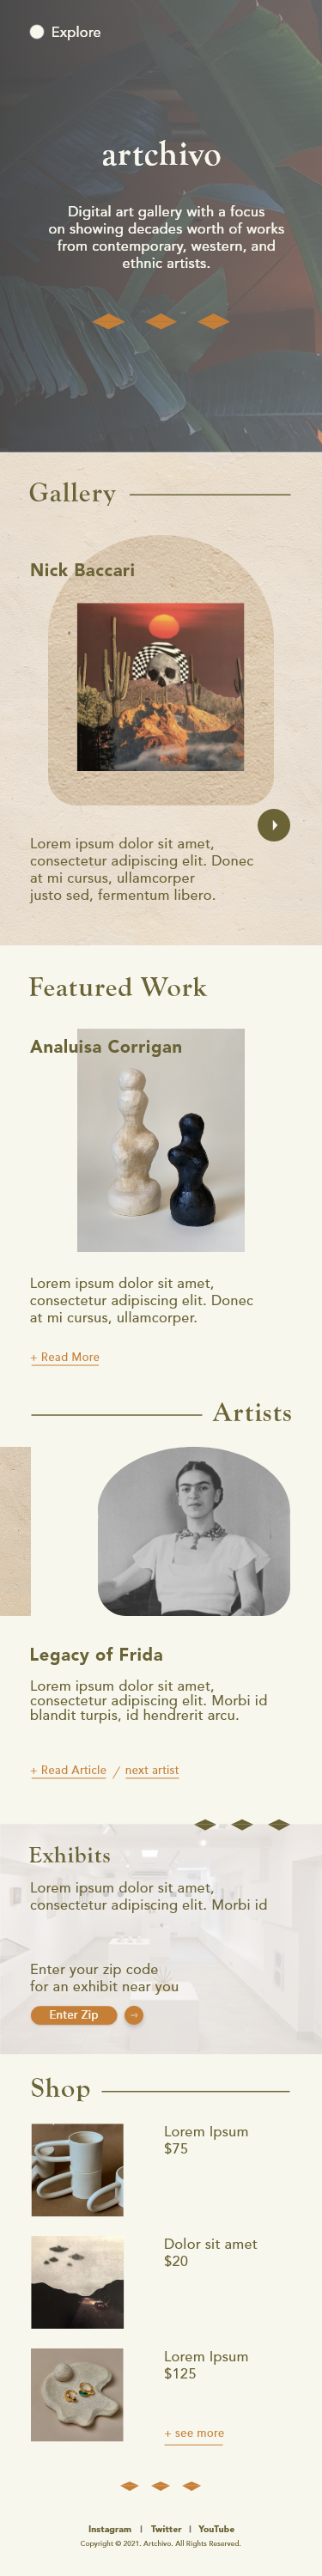 Explore
artchivo
Digital art gallery with a focus
on showing decades worth of works
from contemporary, western, and
ethnic artists.
Gallery
Nick Baccari
Lorem ipsum dolor sit amet,
consectetur adipiscing elit. Donec
at mi cursus, ullamcorper
justo sed, fermentum libero.
Featured Work
Analuisa Corrigan
Lorem ipsum dolor sit amet,
consectetur adipiscing elit. Donec
at mi cursus, ullamcorper.
+ Read More
Artists
Legacy of Frida
Lorem ipsum dolor sit amet,
consectetur adipiscing elit. Morbi id
blandit turpis, id hendrerit arcu.
+ Read Article / next artist
Exhibits
Lorem ipsum dolor sit amet,
consectetur adipiscing elit. Morbi id
Enter your zip code
for an exhibit near you
Enter Zip →
Shop
Lorem Ipsum
$75
Dolor sit amet
$20
Lorem Ipsum
$125
+ see more
Instagram | Twitter | YouTube
Copyright © 2021. Artchivo. All Rights Reserved.